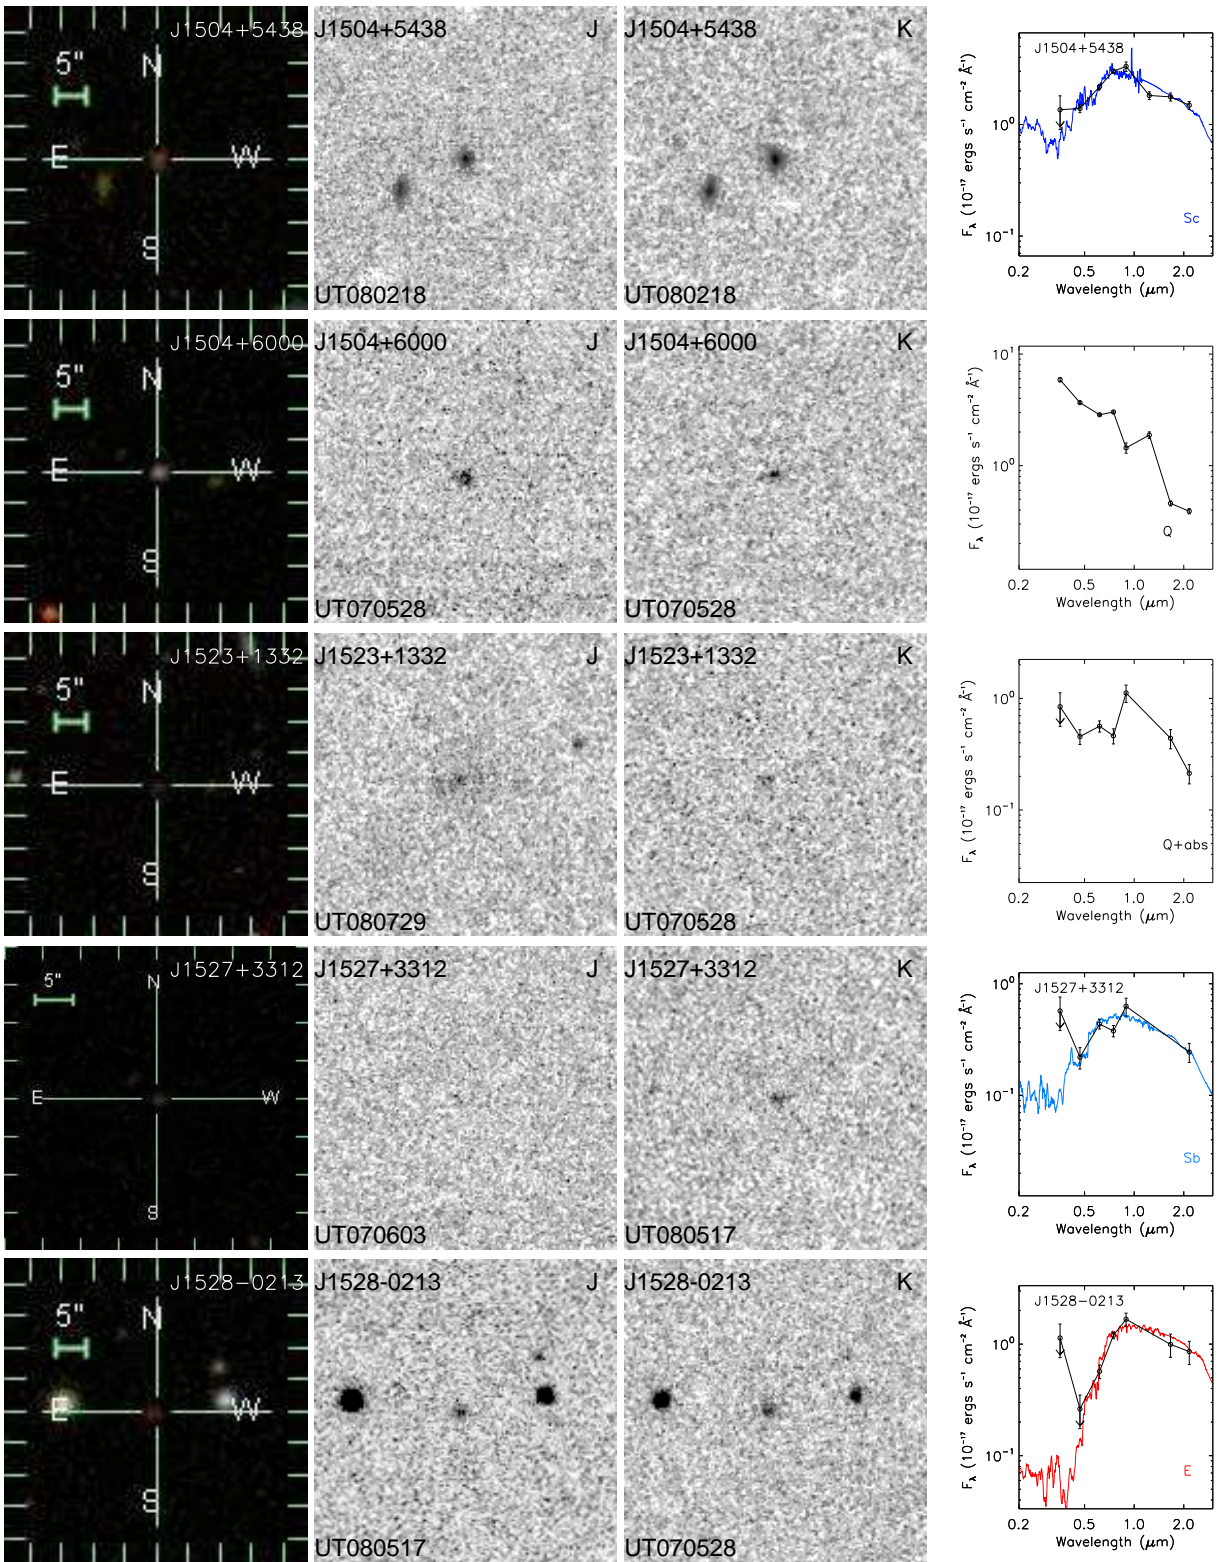 J1504+5438
5"
N
E
W
S
J1504+5438 J
UT080218
J1504+5438 K
UT080218
J1504+5438
10⁰
10⁻¹
F_λ (10⁻¹⁷ ergs s⁻¹ cm⁻² Å⁻¹)
Sc
0.2 0.5 1.0 2.0
Wavelength (μm)
J1504+6000
5"
N
E
W
S
J1504+6000 J
UT070528
J1504+6000 K
UT070528
10¹
10⁰
F_λ (10⁻¹⁷ ergs s⁻¹ cm⁻² Å⁻¹)
Q
0.2 0.5 1.0 2.0
Wavelength (μm)
J1523+1332
5"
N
E
W
S
J1523+1332 J
UT080729
J1523+1332 K
UT070528
10⁰
10⁻¹
F_λ (10⁻¹⁷ ergs s⁻¹ cm⁻² Å⁻¹)
Q+abs
0.2 0.5 1.0 2.0
Wavelength (μm)
J1527+3312
5"
N
E
W
S
J1527+3312 J
UT070603
J1527+3312 K
UT080517
J1527+3312
10⁰
10⁻¹
F_λ (10⁻¹⁷ ergs s⁻¹ cm⁻² Å⁻¹)
Sb
0.2 0.5 1.0 2.0
Wavelength (μm)
J1528-0213
5"
N
E
W
S
J1528-0213 J
UT080517
J1528-0213 K
UT070528
J1528-0213
10⁰
10⁻¹
F_λ (10⁻¹⁷ ergs s⁻¹ cm⁻² Å⁻¹)
E
0.2 0.5 1.0 2.0
Wavelength (μm)